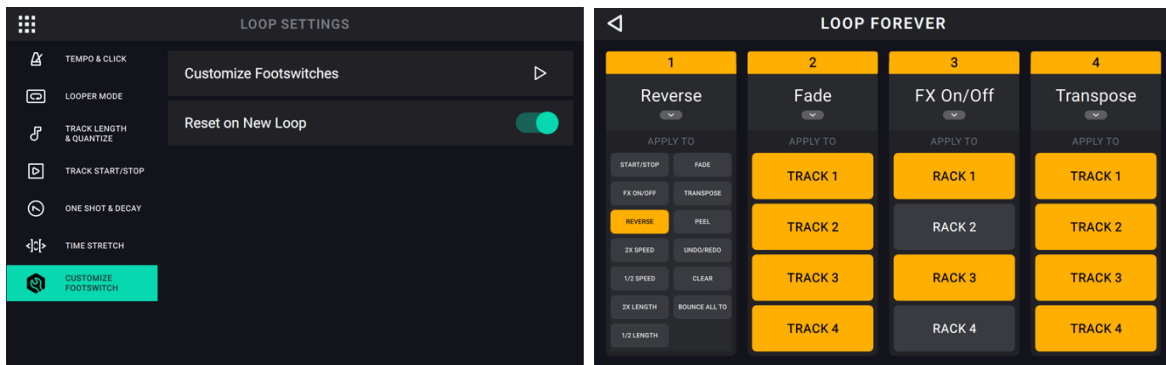 LOOP SETTINGS
TEMPO & CLICK
LOOPER MODE
TRACK LENGTH
& QUANTIZE
TRACK START/STOP
ONE SHOT & DECAY
TIME STRETCH
CUSTOMIZE
FOOTSWITCH
Customize Footswitches
Reset on New Loop
LOOP FOREVER
1
Reverse
APPLY TO
START/STOP
FADE
FX ON/OFF
TRANSPOSE
REVERSE
PEEL
2X SPEED
UNDO/REDO
1/2 SPEED
CLEAR
2X LENGTH
BOUNCE ALL TO
1/2 LENGTH
2
Fade
APPLY TO
TRACK 1
TRACK 2
TRACK 3
TRACK 4
3
FX On/Off
APPLY TO
RACK 1
RACK 2
RACK 3
RACK 4
4
Transpose
APPLY TO
TRACK 1
TRACK 2
TRACK 3
TRACK 4